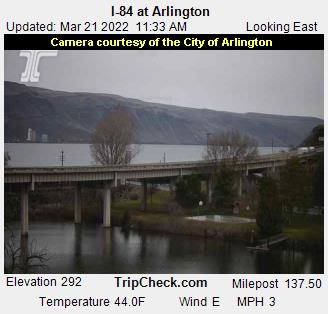 I-84 at Arlington
Updated: Mar 21 2022 11:33 AM Looking East
Camera courtesy of the City of Arlington
Elevation 292 TripCheck.com Milepost 137.50
Temperature 44.0F Wind E MPH 3